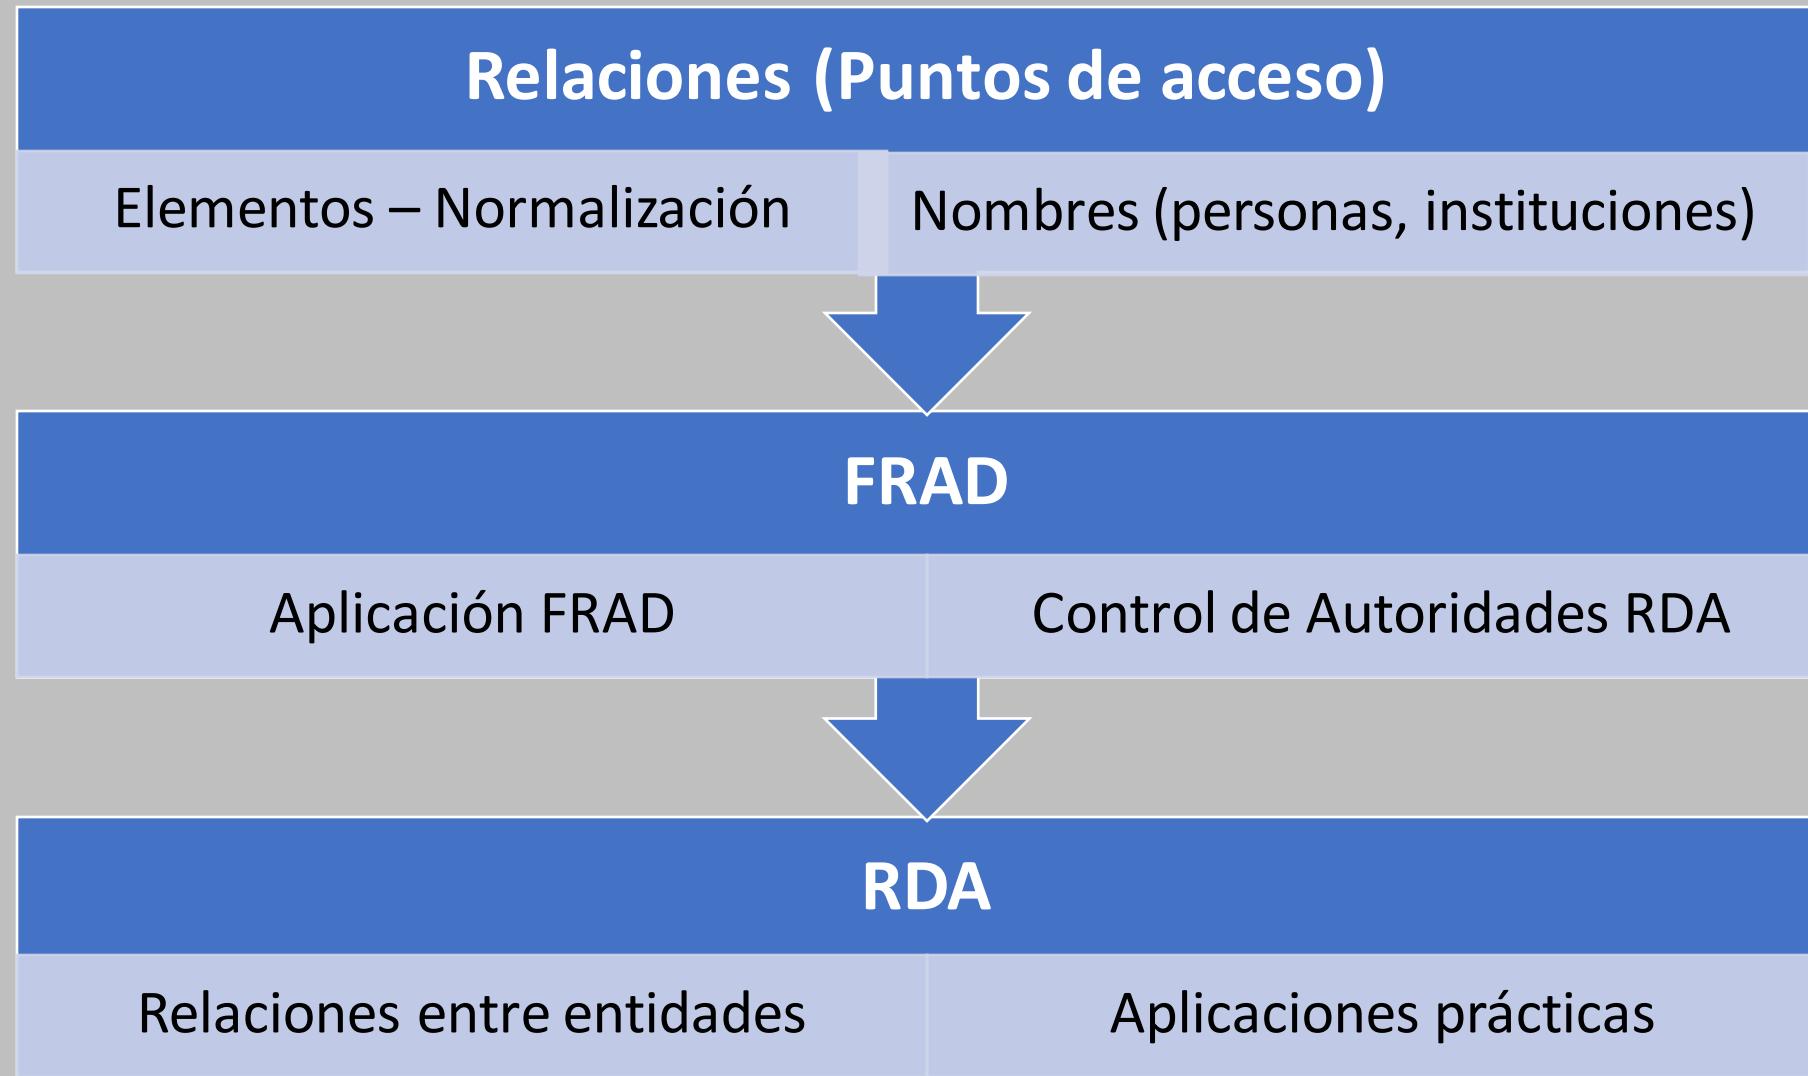 Relaciones (Puntos de acceso)
Elementos – Normalización
Nombres (personas, instituciones)
FRAD
Aplicación FRAD
Control de Autoridades RDA
RDA
Relaciones entre entidades
Aplicaciones prácticas